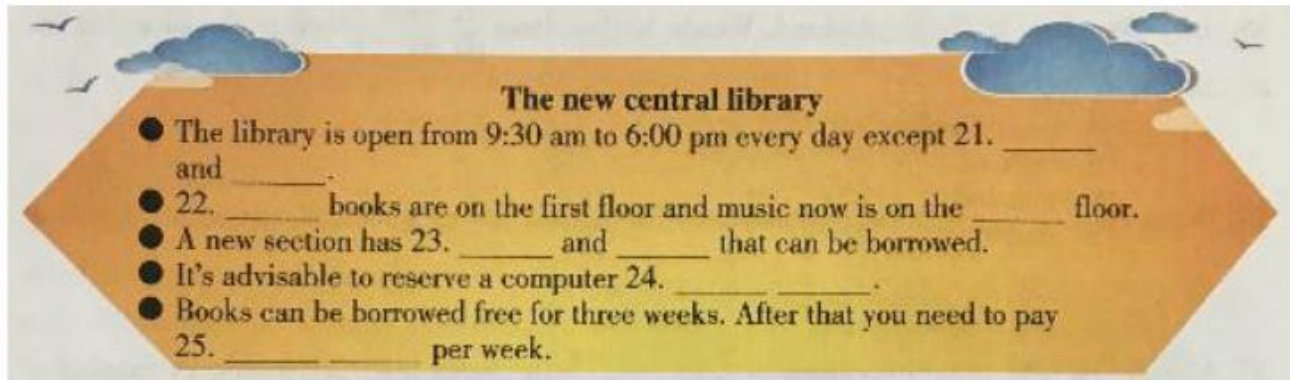 The new central library
● The library is open from 9:30 am to 6:00 pm every day except 21. ______
and ______.
● 22. ______ books are on the first floor and music now is on the ______ floor.
● A new section has 23. ______ and ______ that can be borrowed.
● It's advisable to reserve a computer 24. ______ ______.
● Books can be borrowed free for three weeks. After that you need to pay
25. ______ ______ per week.